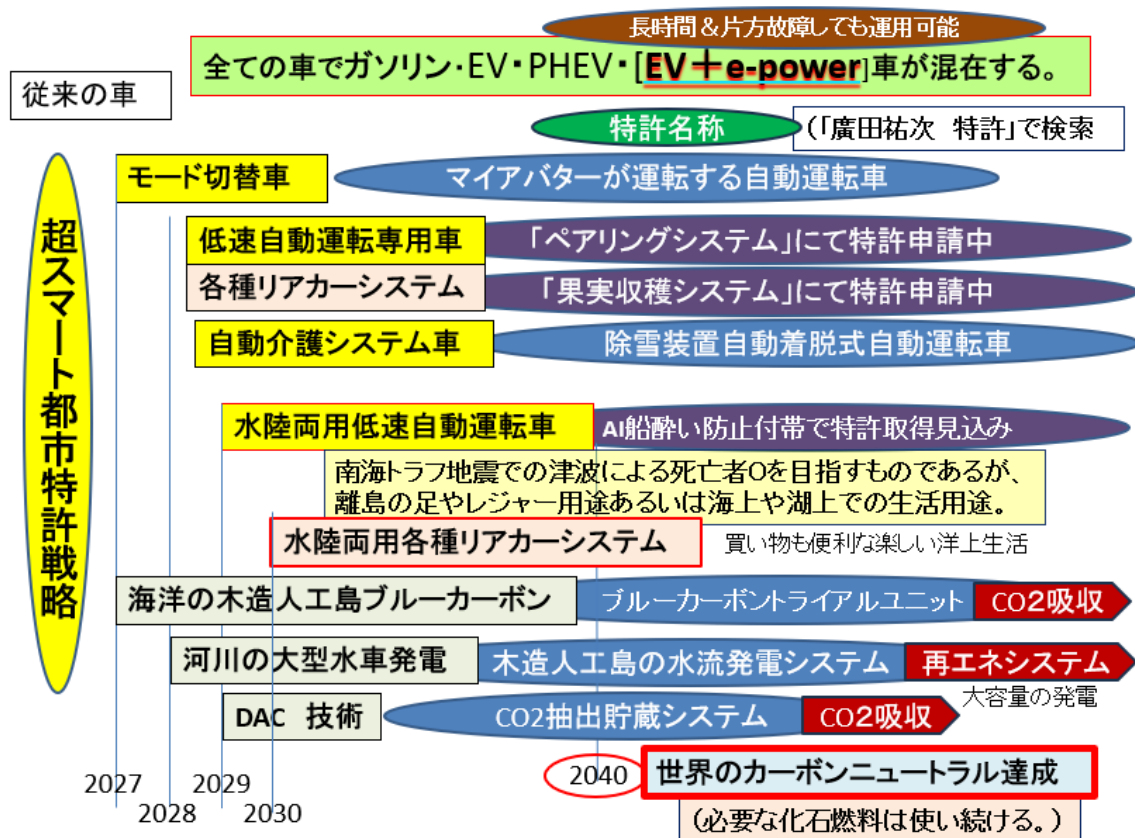 長時間＆片方故障しても運用可能
全ての車でガソリン・EV・PHEV・[EV＋e-power]車が混在する。
従来の車
特許名称
(「廣田祐次 特許」で検索
超スマート都市特許戦略
モード切替車
マイアバターが運転する自動運転車
低速自動運転専用車
「ペアリングシステム」にて特許申請中
各種リアカーシステム
「果実収穫システム」にて特許申請中
自動介護システム車
除雪装置自動着脱式自動運転車
水陸両用低速自動運転車
AI船酔い防止付帯で特許取得見込み
南海トラフ地震での津波による死亡者0を目指すものであるが、
離島の足やレジャー用途あるいは海上や湖上での生活用途。
水陸両用各種リアカーシステム
買い物も便利な楽しい洋上生活
海洋の木造人工島ブルーカーボン
ブルーカーボントライアルユニット
CO2吸収
河川の大型水車発電
木造人工島の水流発電システム
再エネシステム
大容量の発電
DAC 技術
CO2抽出貯蔵システム
CO2吸収
2027
2028
2029
2030
2040
世界のカーボンニュートラル達成
(必要な化石燃料は使い続ける。)